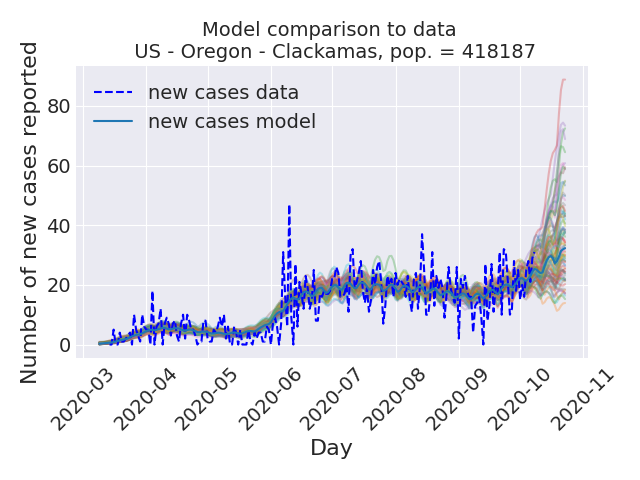 Model comparison to data
US - Oregon - Clackamas, pop. = 418187
Number of new cases reported
80
60
40
20
0
new cases data
new cases model
2020-03
2020-04
2020-05
2020-06
2020-07
2020-08
2020-09
2020-10
2020-11
Day